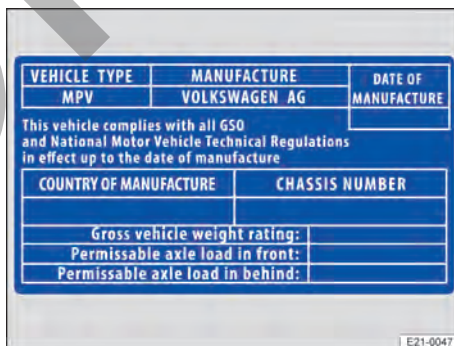 VEHICLE TYPE MANUFACTURE DATE OF MANUFACTURE
MPV VOLKSWAGEN AG
This vehicle complies with all GSO
and National Motor Vehicle Technical Regulations
in effect up to the date of manufacture
COUNTRY OF MANUFACTURE CHASSIS NUMBER
Gross vehicle weight rating:
Permissable axle load in front:
Permissable axle load in behind:
E21-0047